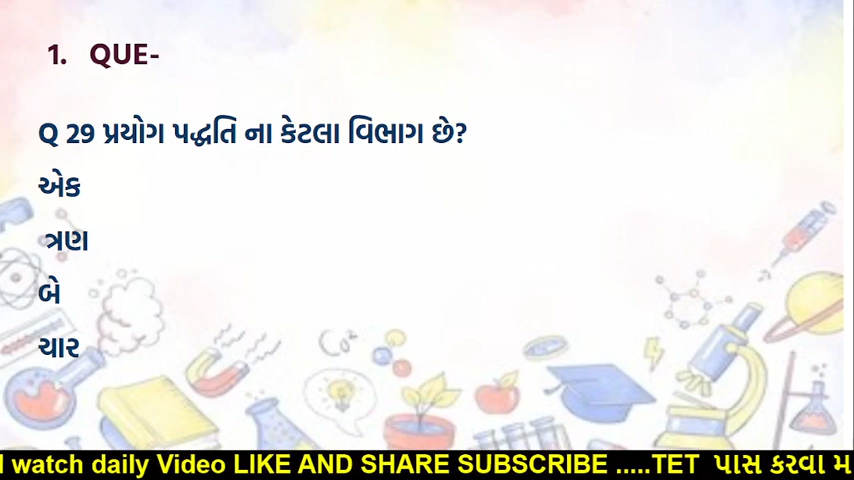 1. QUE-
Q 29 પ્રયોગ પદ્ધતિ ના કેટલા વિભાગ છે?
એક
ત્રણ
બે
ચાર
watch daily Video LIKE AND SHARE SUBSCRIBE .....TET પાસ કરવા